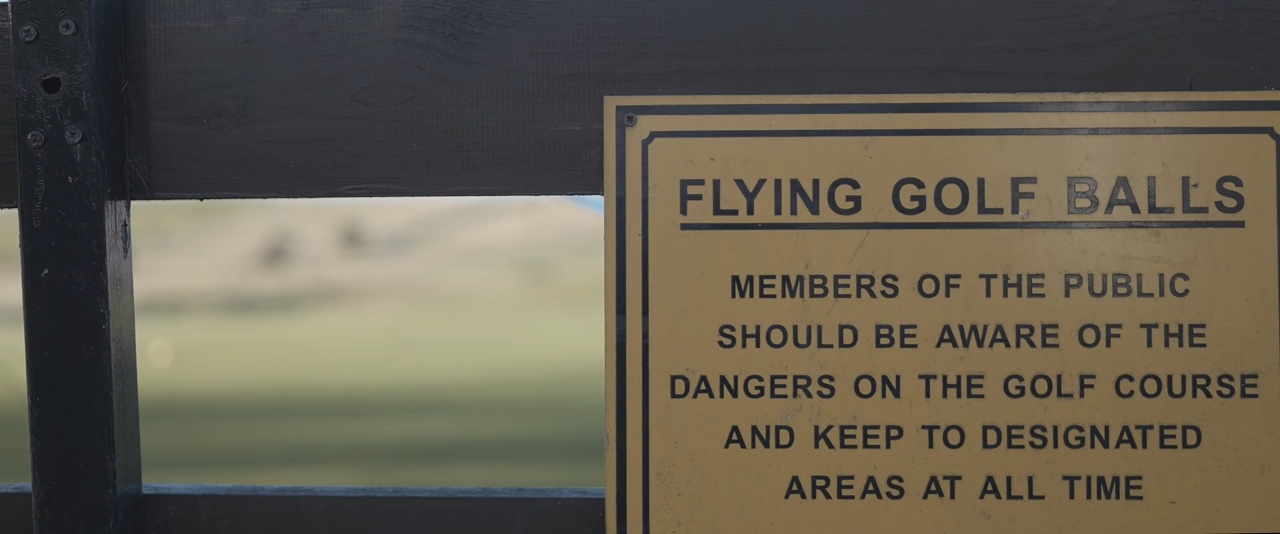 FLYING GOLF BALLS
MEMBERS OF THE PUBLIC
SHOULD BE AWARE OF THE
DANGERS ON THE GOLF COURSE
AND KEEP TO DESIGNATED
AREAS AT ALL TIME